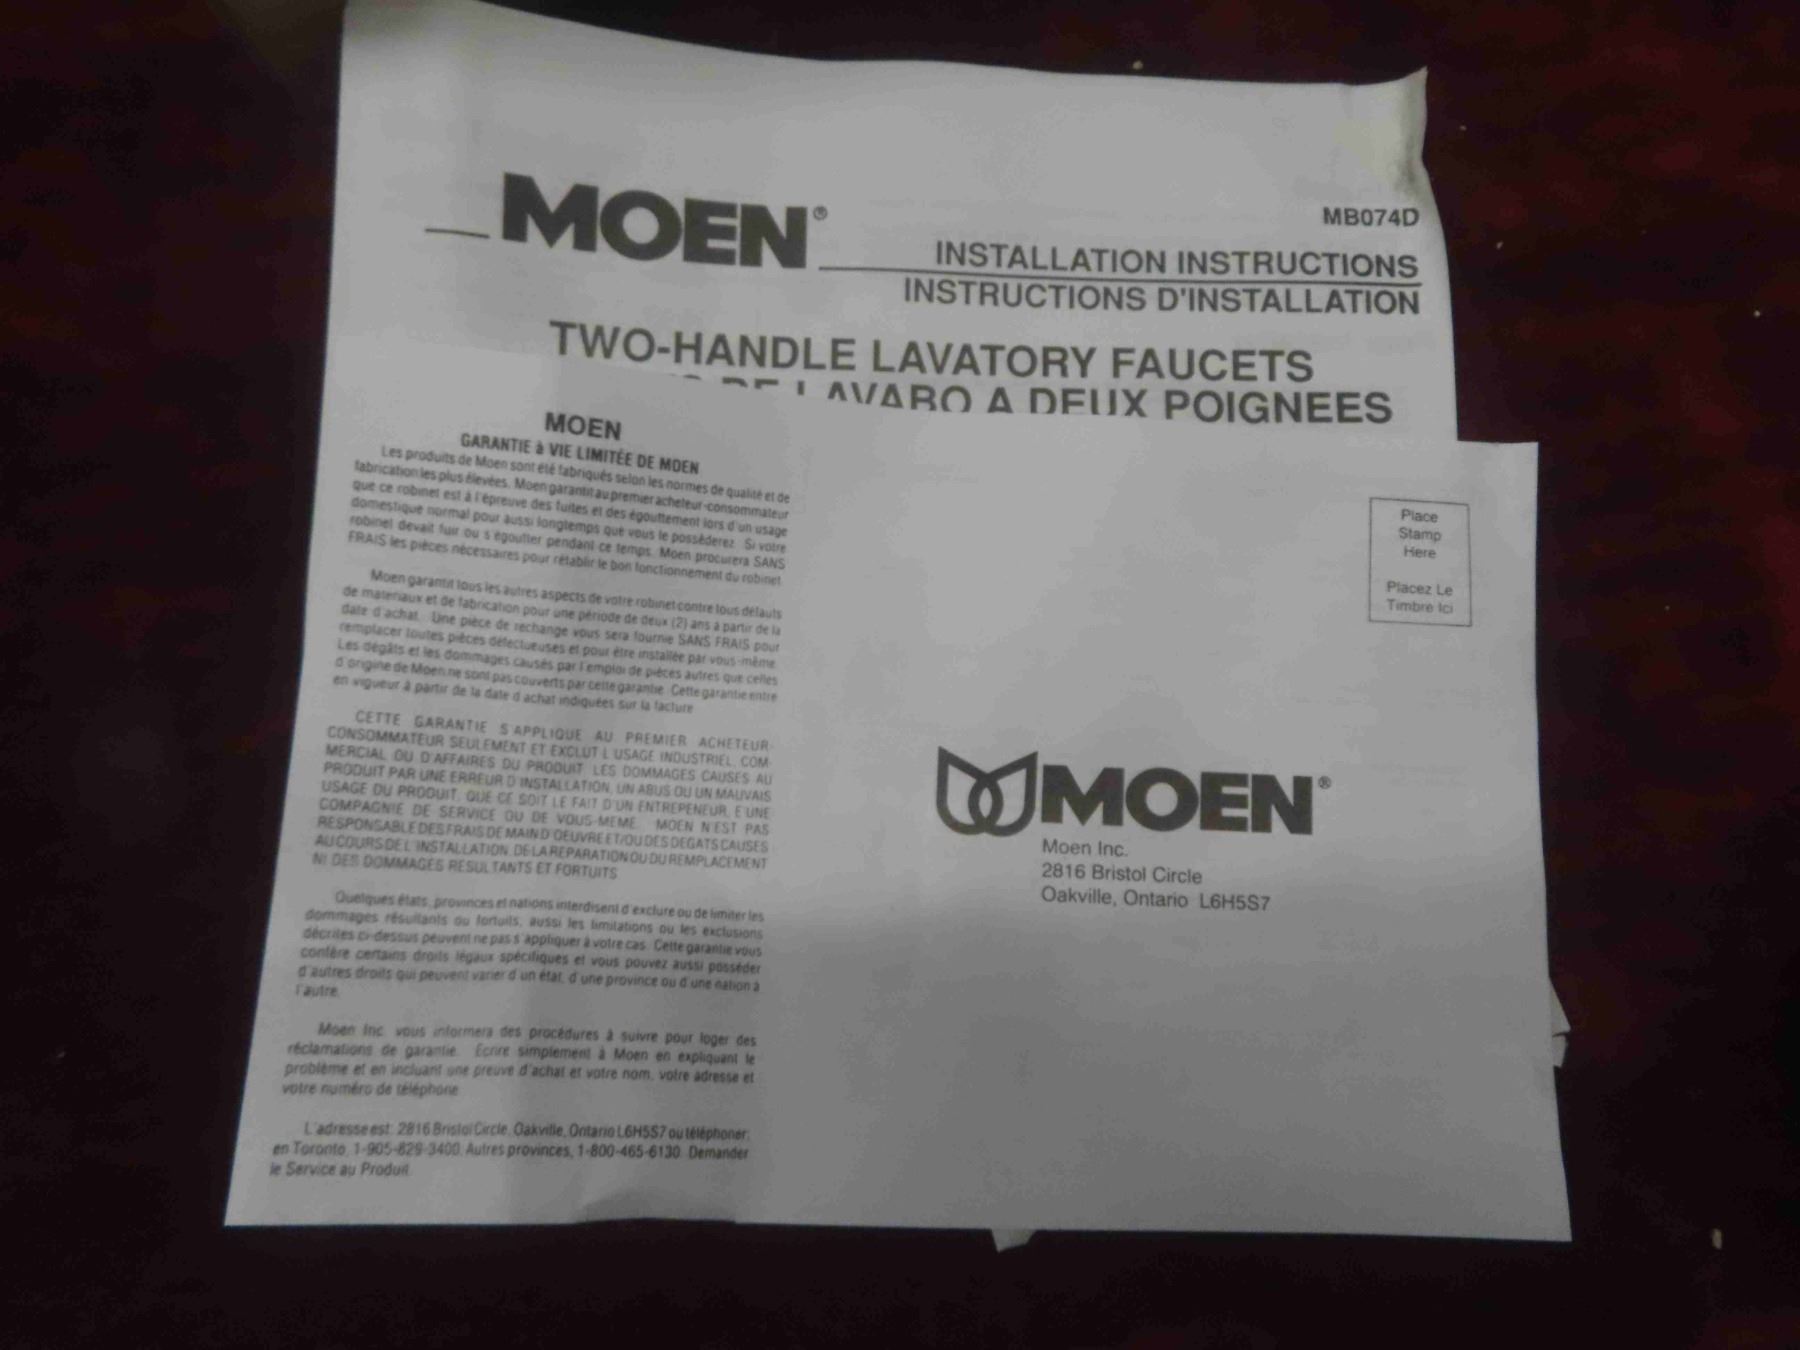 MOEN®
MB074D
INSTALLATION INSTRUCTIONS
INSTRUCTIONS D'INSTALLATION
TWO-HANDLE LAVATORY FAUCETS
DE LAVABO A DEUX POIGNEES
MOEN
GARANTIE à VIE LIMITÉE DE MOEN
Les produits de Moen sont été fabriqués selon les normes de qualité et de
fabrication les plus élevées. Moen garantit au premier acheteur-consommateur
que ce robinet est à l'épreuve des fuites et des égouttement lors d'un usage
domestique normal pour aussi longtemps que vous le posséderez. Si votre
robinet devait fuir ou s'égoutter pendant ce temps, Moen procurera SANS
FRAIS les pièces nécessaires pour rétablir le bon fonctionnement du robinet.
Moen garantit tous les autres aspects de votre robinet contre tous défauts
de materiaux et de fabrication pour une période de deux (2) ans à partir de la
date d'achat. Une pièce de rechange vous sera fournie SANS FRAIS pour
remplacer toutes pièces défectueuses et pour être installée par vous-même.
Les dégâts et les dommages causés par l'emploi de pièces autres que celles
d'origine de Moen ne sont pas couverts par cette garantie. Cette garantie entre
en vigueur à partir de la date d'achat indiquées sur la facture.
CETTE GARANTIE S'APPLIQUE AU PREMIER ACHETEUR-
CONSOMMATEUR SEULEMENT ET EXCLUT L'USAGE INDUSTRIEL, COM-
MERCIAL OU D'AFFAIRES DU PRODUIT. LES DOMMAGES CAUSES AU
PRODUIT PAR UNE ERREUR D'INSTALLATION, UN ABUS OU UN MAUVAIS
USAGE DU PRODUIT, QUE CE SOIT LE FAIT D'UN ENTREPENEUR, E'UNE
COMPAGNIE DE SERVICE OU DE VOUS-MEME. MOEN N'EST PAS
RESPONSABLE DES FRAIS DE MAIN D'OEUVRE ET/OU DES DEGATS CAUSES
AU COURS DE L'INSTALLATION, DE LA REPARATION OU DU REMPLACEMENT
NI DES DOMMAGES RESULTANTS ET FORTUITS.
Quelques états, provinces et nations interdisent d'exclure ou de limiter les
dommages résultants ou fortuits, aussi les limitations ou les exclusions
décrites ci-dessus peuvent ne pas s'appliquer à votre cas. Cette garantie vous
confère certains droits légaux spécifiques et vous pouvez aussi posséder
d'autres droits qui peuvent varier d'un état, d'une province ou d'une nation à
l'autre.
Moen Inc. vous informera des procédures à suivre pour loger des
réclamations de garantie. Ecrire simplement à Moen en expliquant le
problème et en incluant une preuve d'achat et votre nom, votre adresse et
votre numéro de téléphone.
L'adresse est: 2816 Bristol Circle, Oakville, Ontario L6H5S7 ou téléphoner;
en Toronto, 1-905-829-3400, Autres provinces, 1-800-465-6130. Demander
le Service au Produit.
Place
Stamp
Here
Placez Le
Timbre Ici
MOEN®
Moen Inc.
2816 Bristol Circle
Oakville, Ontario L6H5S7